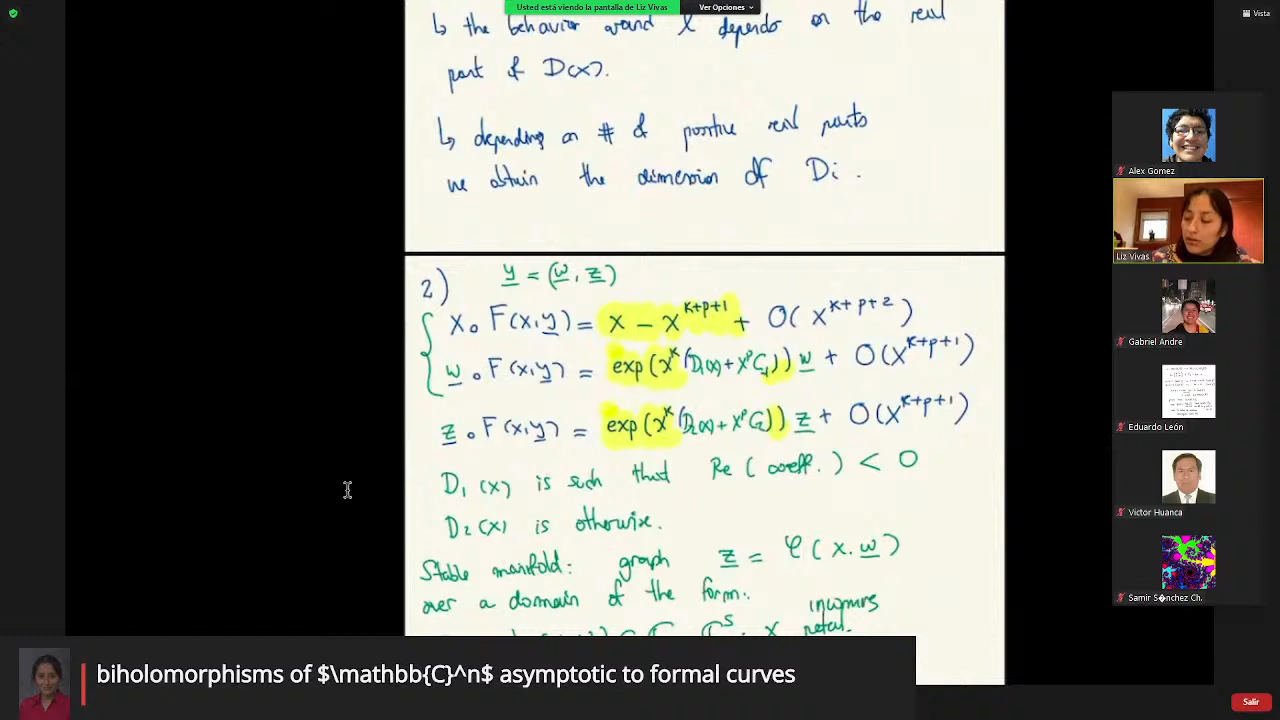 Usted está viendo la pantalla de Liz Vivas
Ver Opciones
Vista
↳ the behavior around X depends on the real
part of D(x).
↳ depending on # of positive real parts
we obtain the dimension of Di.
2) y = (w, z)
x∘F(x,y) = x − x^{k+p+1} + O(x^{k+p+2})
w∘F(x,y) = exp(x^k(D₁(x)+x^pC₁))w + O(x^{k+p+1})
z∘F(x,y) = exp(x^k(D₂(x)+x^pC₂))z + O(x^{k+p+1})
D₁(x) is such that Re(coeff.) < 0
D₂(x) is otherwise.
Stable manifold: graph z = φ(x.w)
over a domain of the form:
Alex Gomez
Liz Vivas
Gabriel Andre
Eduardo León
Victor Huanca
Samir S�nchez Ch.
biholomorphisms of $\mathbb{C}^n$ asymptotic to formal curves
Salir